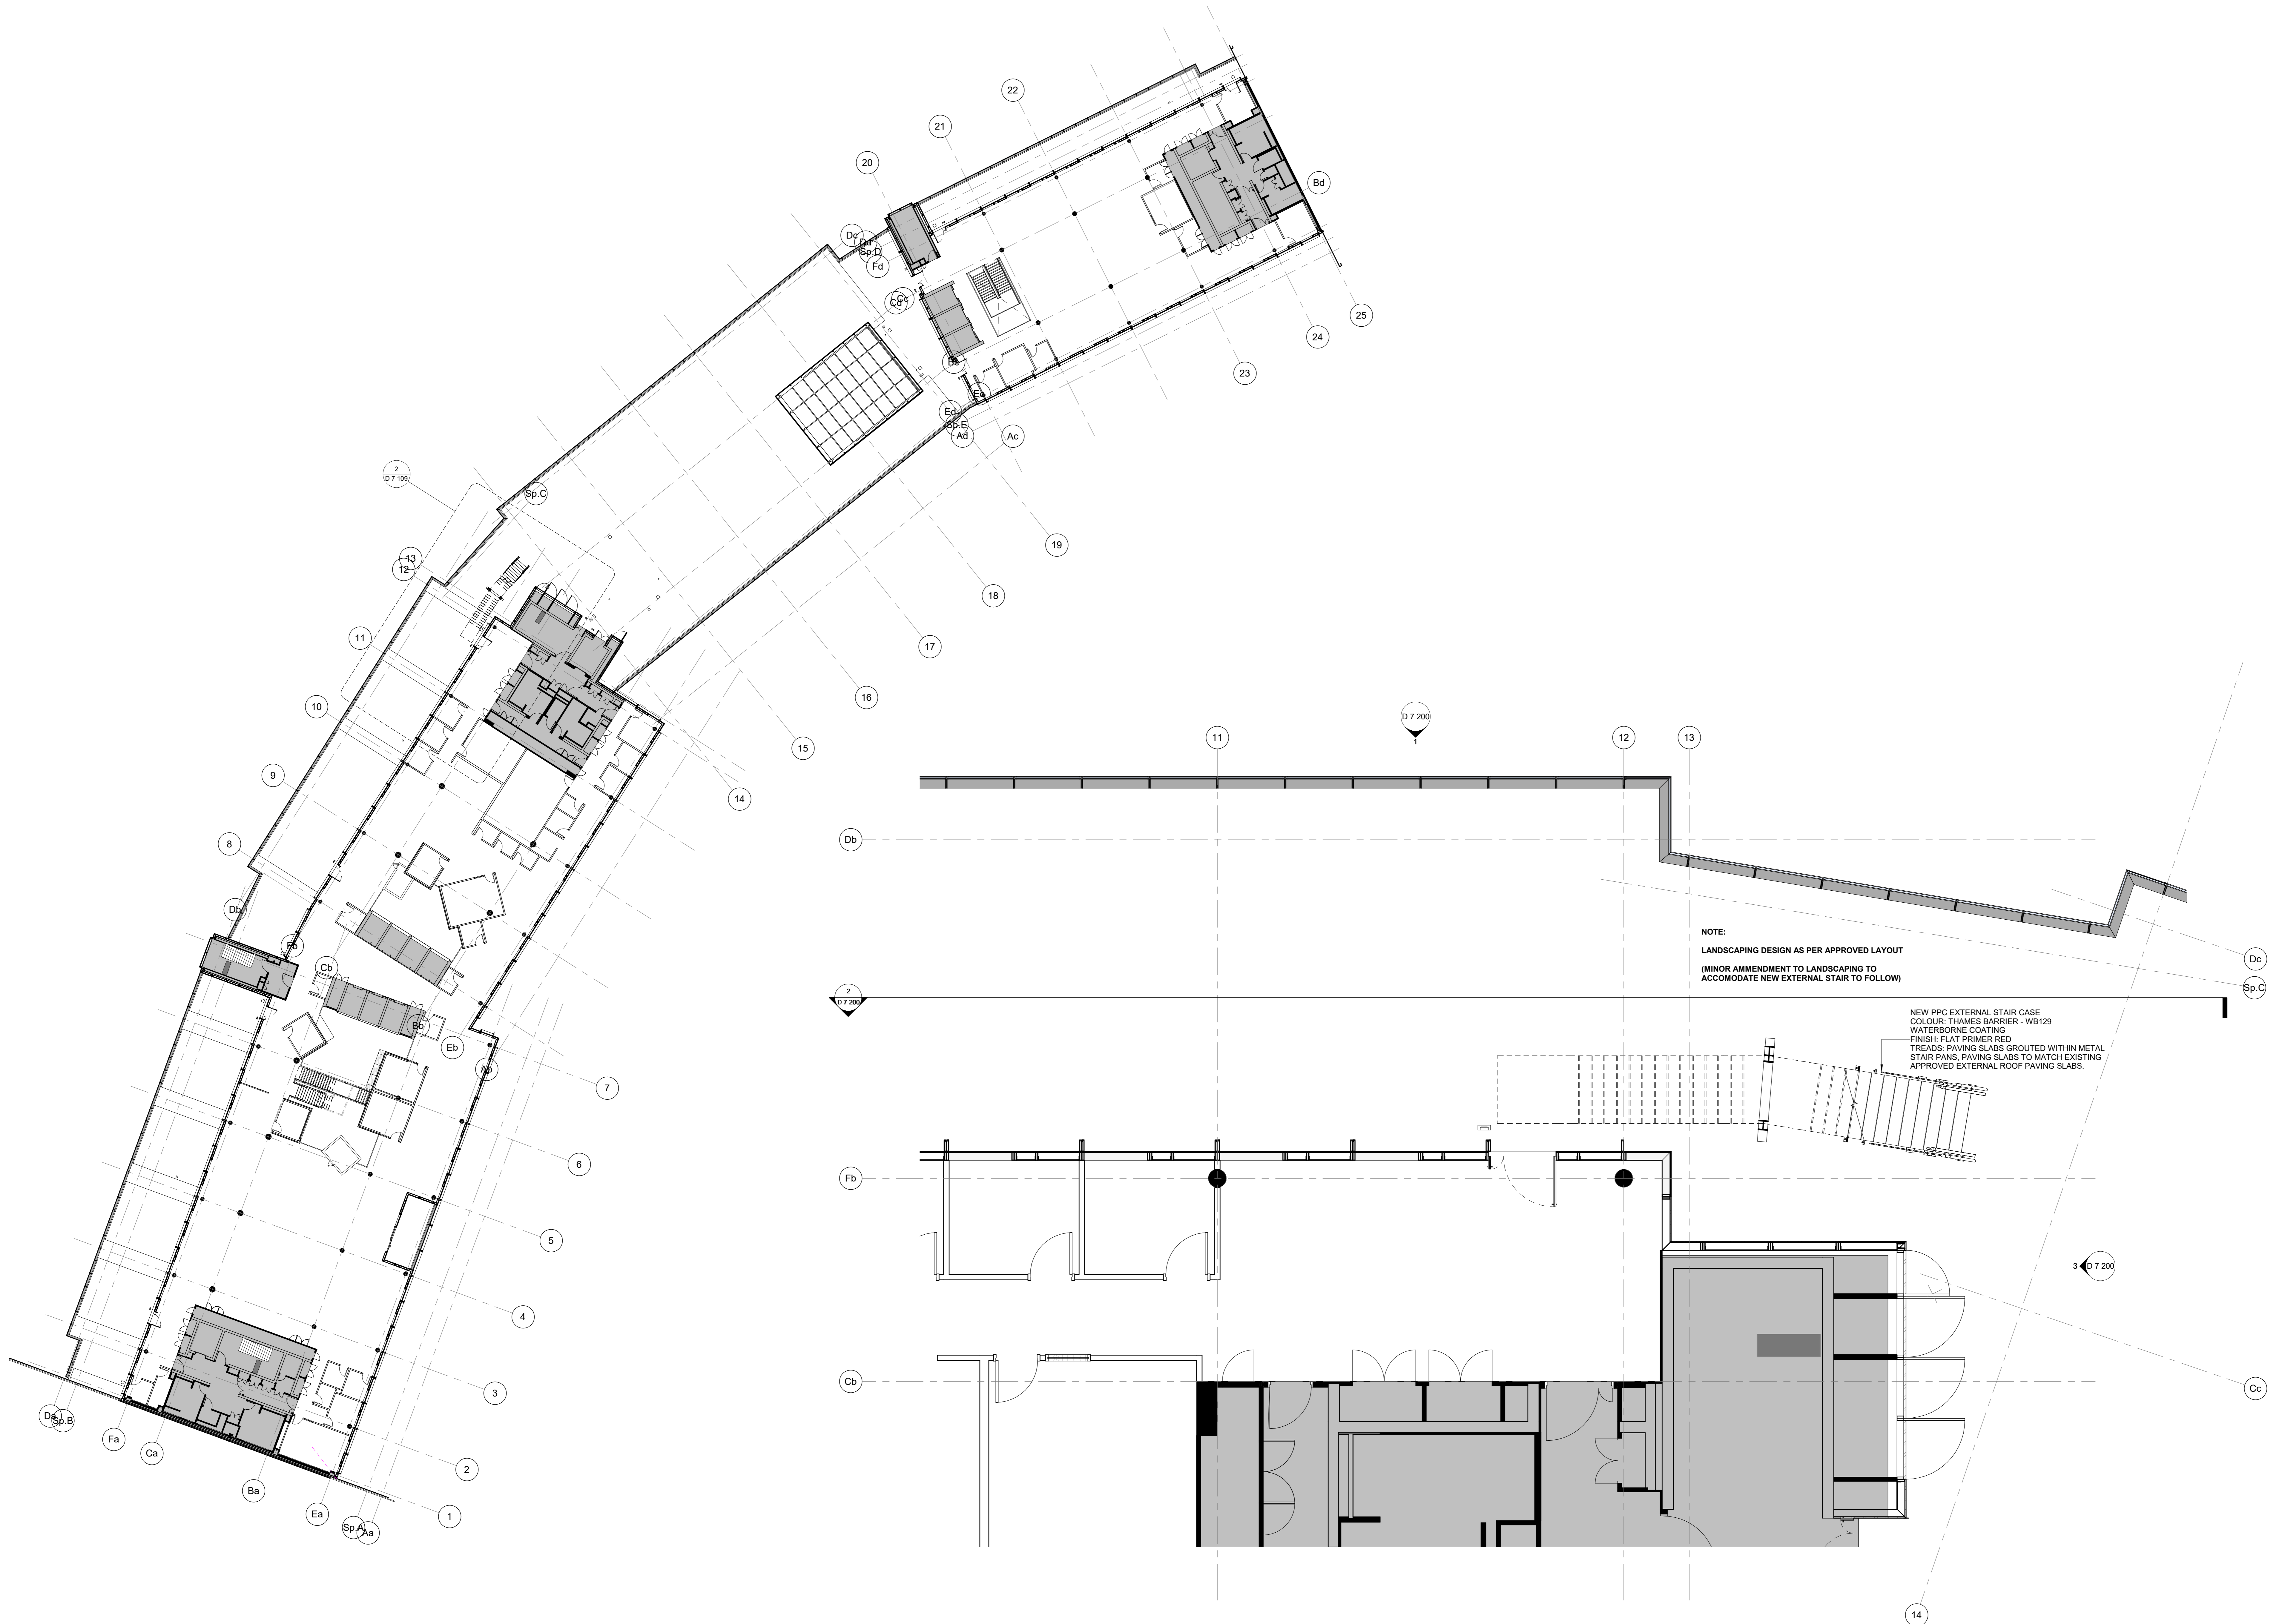 22
21
20
Bd
Dc
Dd
Sp.D
Fd
Cc
Cd
25
24
23
Bc
Ec
Ed
Sp.E
Ad
Ac
2
D 7 109
Sp.C
19
13
12
18
11
17
10
16
15
9
14
8
Db
Fb
Cb
Bb
Eb
Ab
7
6
5
4
3
Da
Sp.B
Fa
Ca
2
Ba
Ea
1
Sp.A
Aa
D 7 200
1
11
12
13
Db
NOTE:
LANDSCAPING DESIGN AS PER APPROVED LAYOUT
(MINOR AMMENDMENT TO LANDSCAPING TO
ACCOMODATE NEW EXTERNAL STAIR TO FOLLOW)
Dc
Sp.C
2
D 7 200
NEW PPC EXTERNAL STAIR CASE
COLOUR: THAMES BARRIER - WB129
WATERBORNE COATING
FINISH: FLAT PRIMER RED
TREADS: PAVING SLABS GROUTED WITHIN METAL
STAIR PANS, PAVING SLABS TO MATCH EXISTING
APPROVED EXTERNAL ROOF PAVING SLABS.
Fb
3
D 7 200
Cb
Cc
14